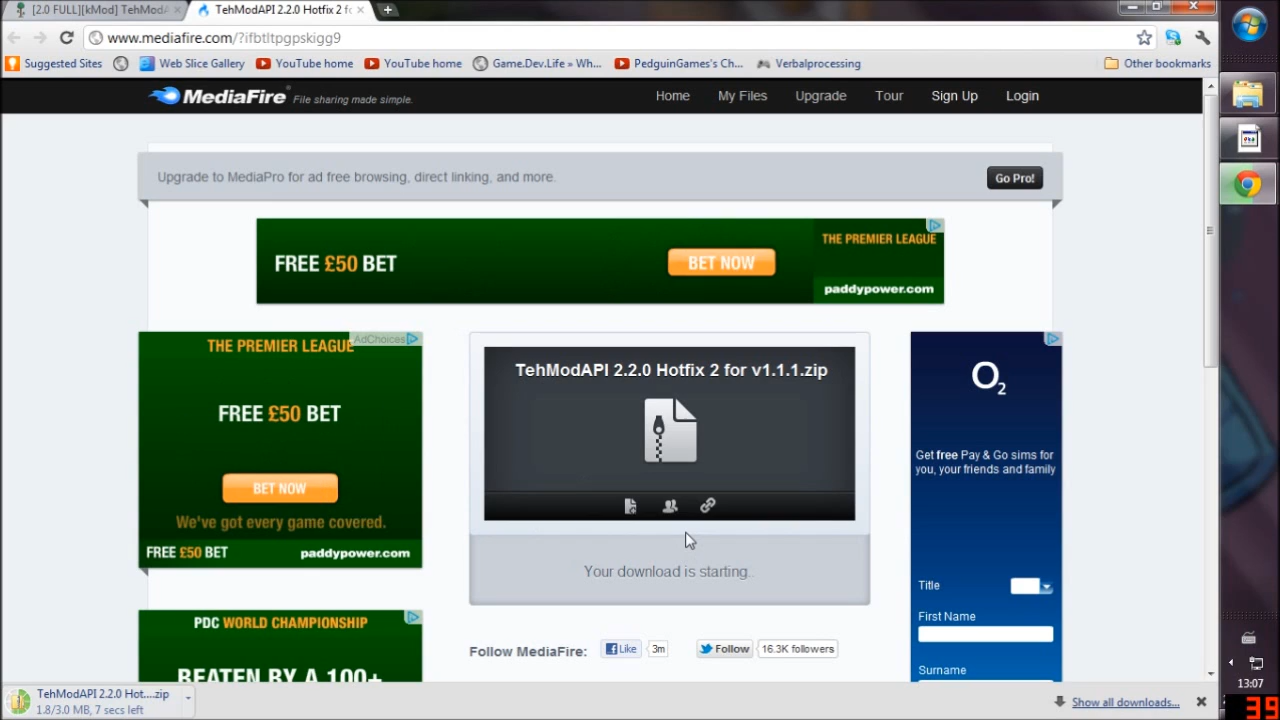 [2.0 FULL][kMod] TehModA
TehModAPI 2.2.0 Hotfix 2 fo
www.mediafire.com/?ifbtltpgpskigg9
Suggested Sites
Web Slice Gallery
YouTube home
YouTube home
Game.Dev.Life » Wh...
PedguinGames's Ch...
Verbalprocessing
Other bookmarks
MediaFire® File sharing made simple.
Home
My Files
Upgrade
Tour
Sign Up
Login
Upgrade to MediaPro for ad free browsing, direct linking, and more.
Go Pro!
FREE £50 BET
BET NOW
THE PREMIER LEAGUE
paddypower.com
THE PREMIER LEAGUE
AdChoices
FREE £50 BET
BET NOW
We've got every game covered.
FREE £50 BET
paddypower.com
PDC WORLD CHAMPIONSHIP
BEATEN BY A 100+
TehModAPI 2.2.0 Hotfix 2 for v1.1.1.zip
Your download is starting..
Follow MediaFire:
Like
3m
Follow
16.3K followers
O2
Get free Pay & Go sims for
you, your friends and family
Title
First Name
Surname
TehModAPI 2.2.0 Hot....zip
1.8/3.0 MB, 7 secs left
Show all downloads...
13:07
39